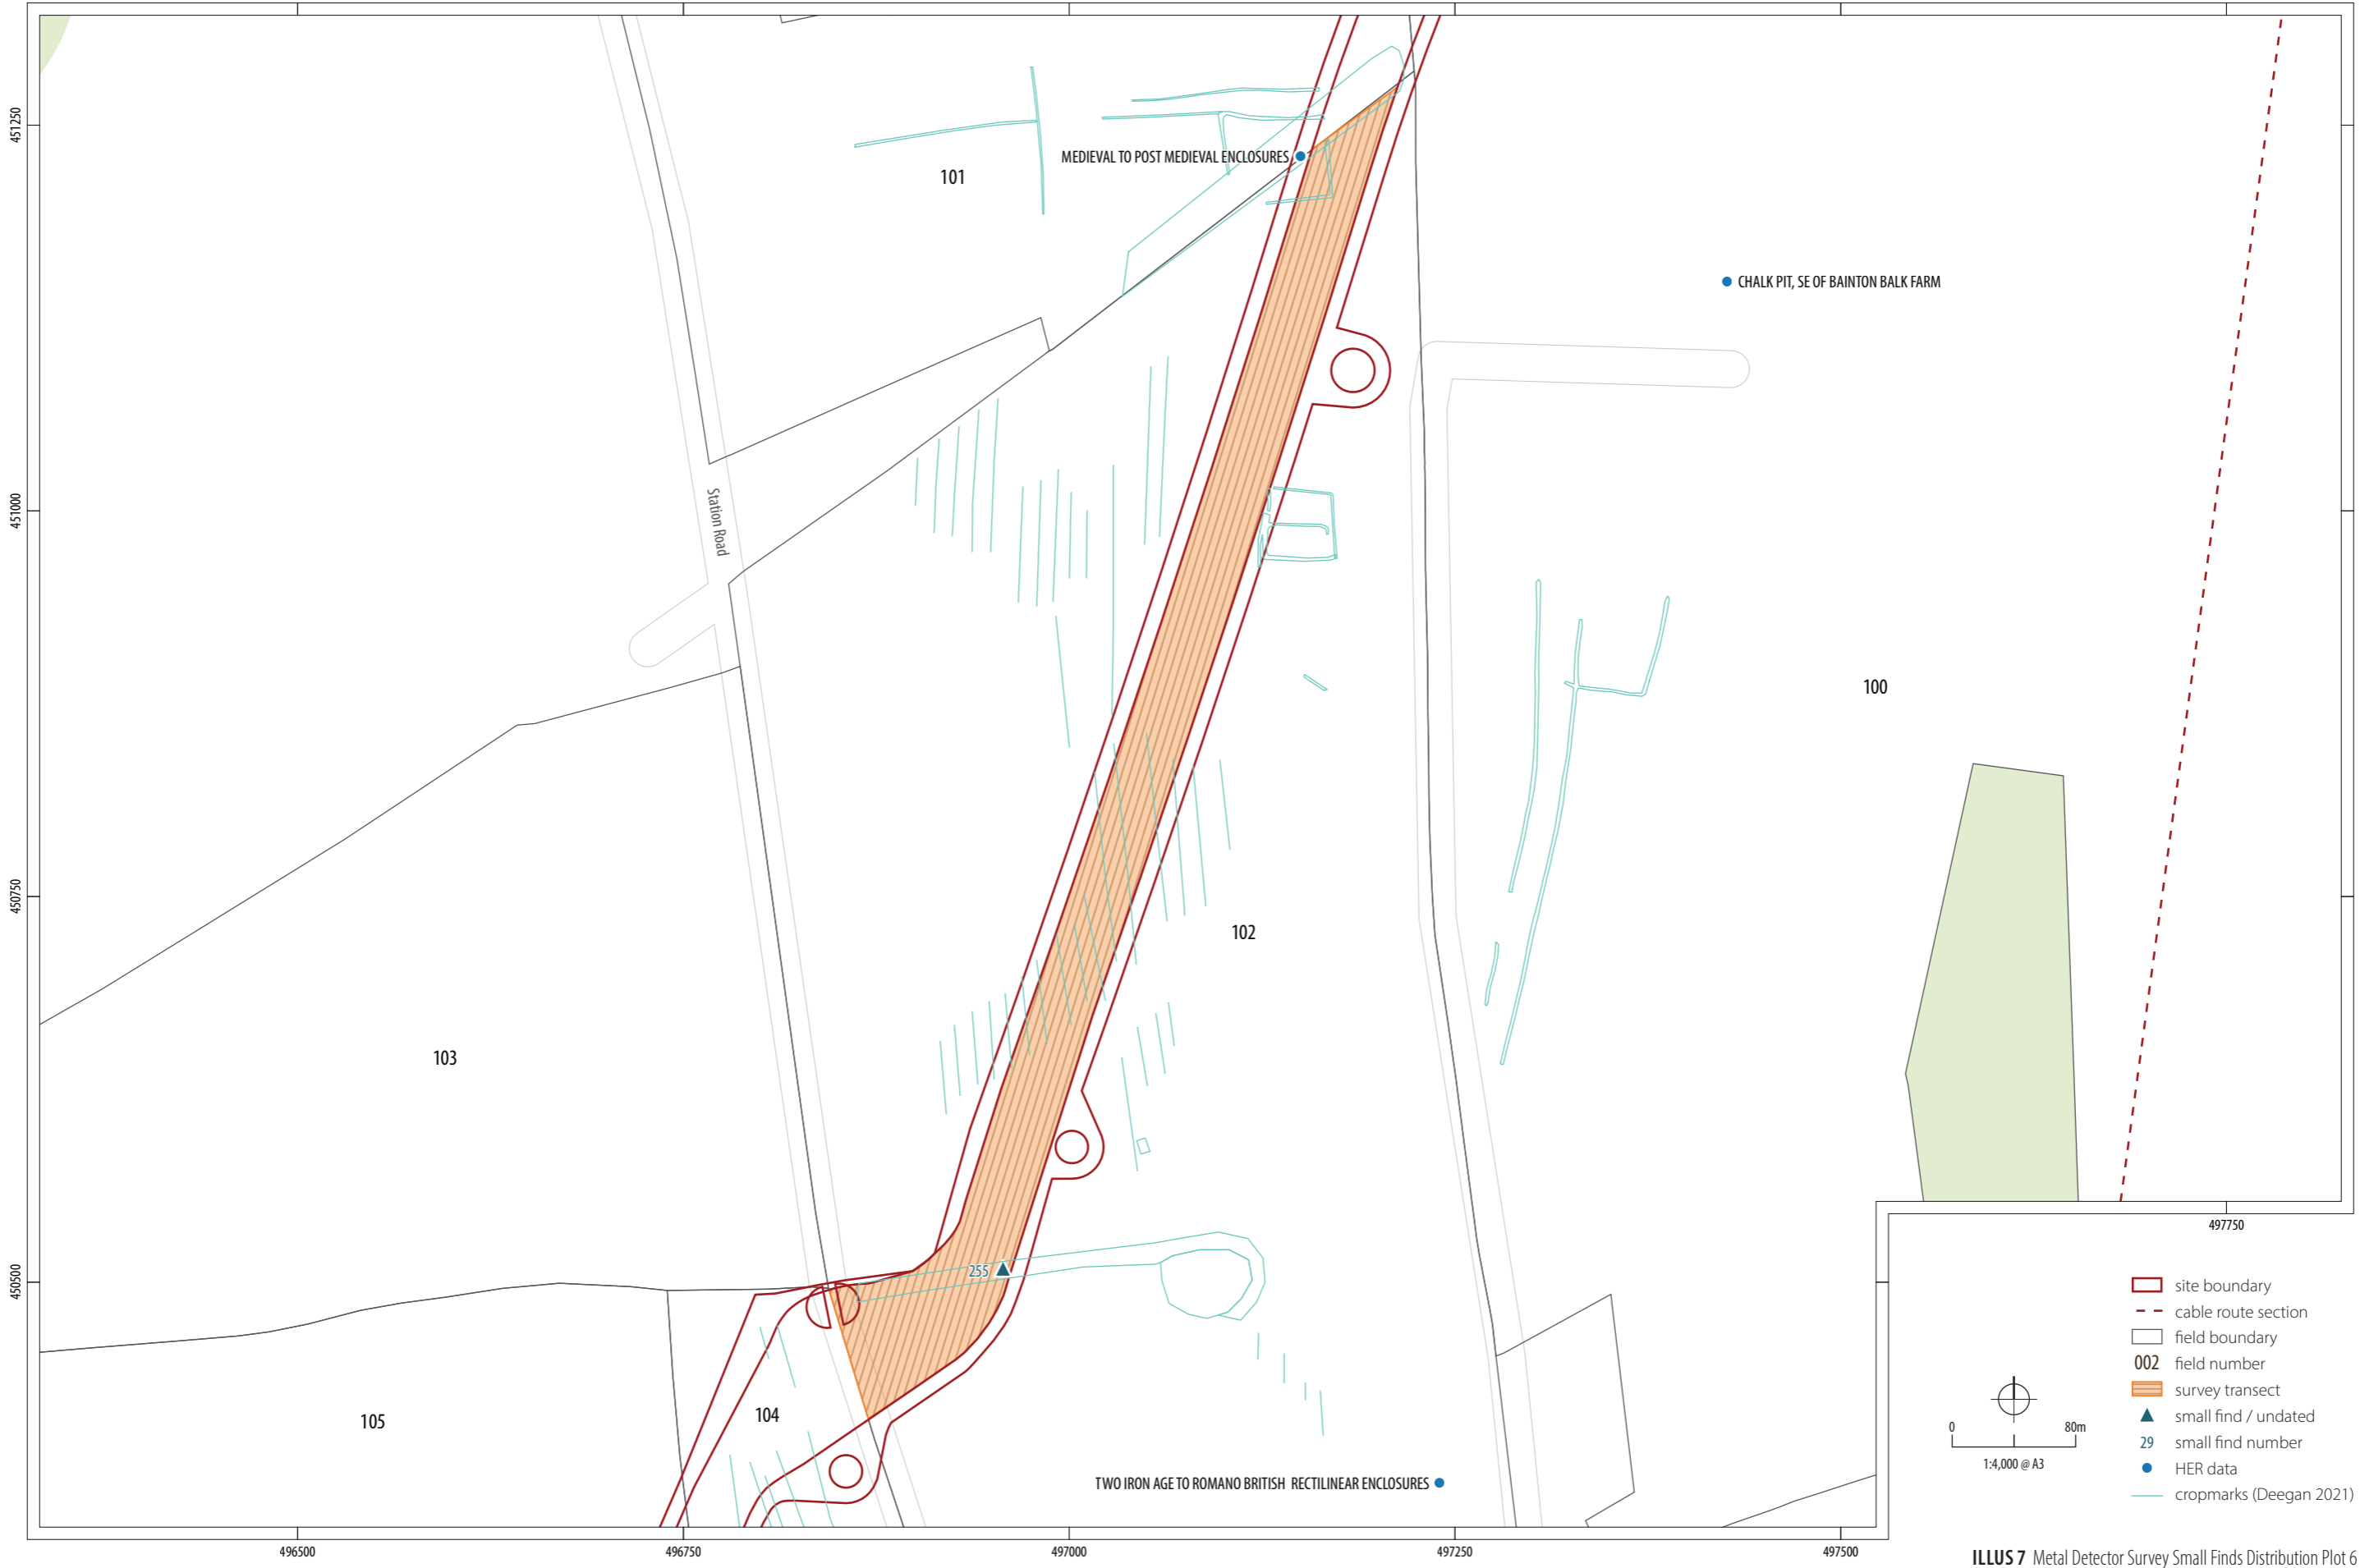 451250
451000
450750
450500
101
MEDIEVAL TO POST MEDIEVAL ENCLOSURES
CHALK PIT, SE OF BAINTON BALK FARM
Station Road
100
102
103
255
104
105
TWO IRON AGE TO ROMANO BRITISH RECTILINEAR ENCLOSURES
496500
496750
497000
497250
497500
497750
0 80m
1:4,000 @ A3
site boundary
cable route section
field boundary
002 field number
survey transect
small find / undated
29 small find number
HER data
cropmarks (Deegan 2021)
ILLUS 7 Metal Detector Survey Small Finds Distribution Plot 6